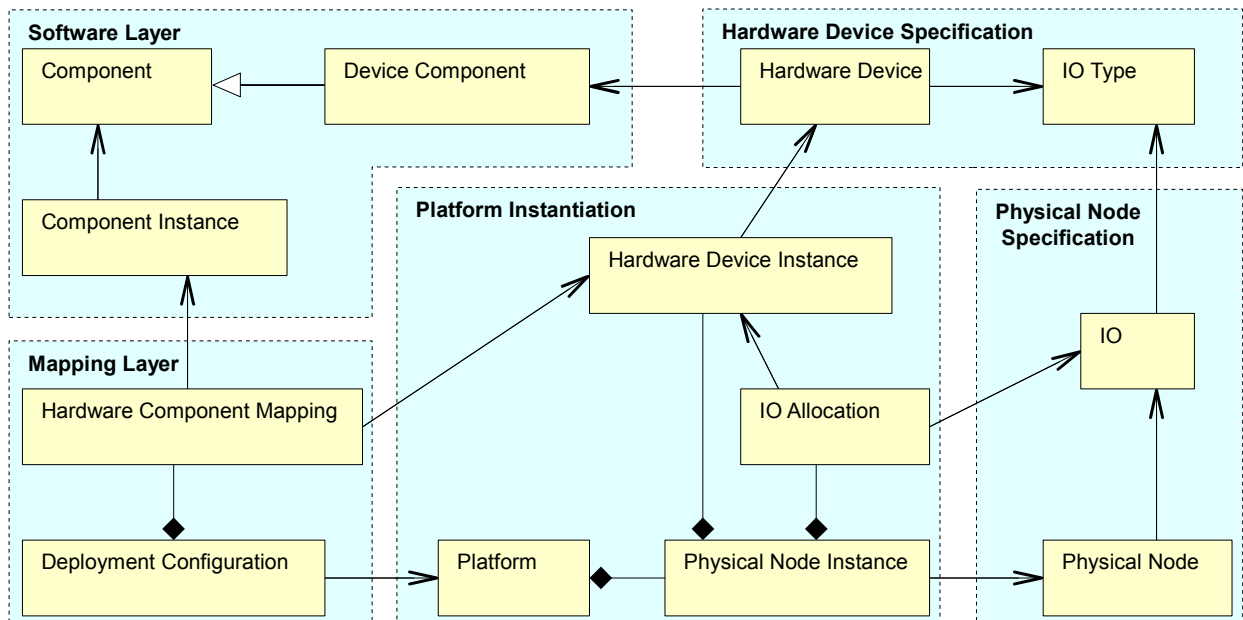 Software Layer
Component
Device Component
Component Instance
Hardware Device Specification
Hardware Device
IO Type
Platform Instantiation
Hardware Device Instance
IO Allocation
Platform
Physical Node Instance
Physical Node
Specification
IO
Physical Node
Mapping Layer
Hardware Component Mapping
Deployment Configuration